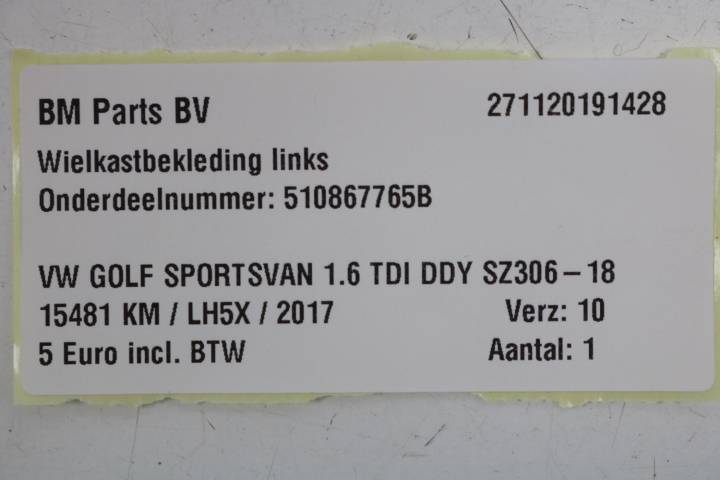 BM Parts BV 271120191428
Wielkastbekleding links
Onderdeelnummer: 510867765B
VW GOLF SPORTSVAN 1.6 TDI DDY SZ306-18
15481 KM / LH5X / 2017 Verz: 10
5 Euro incl. BTW Aantal: 1